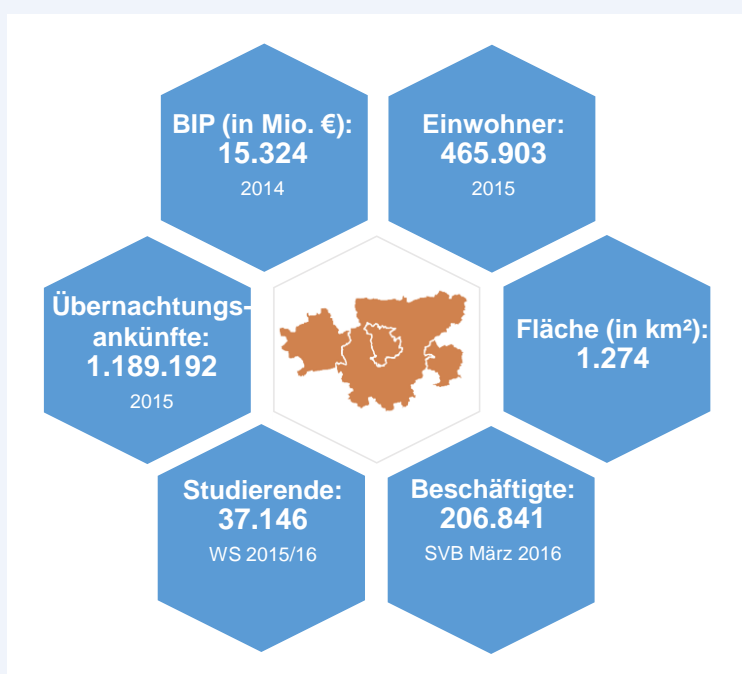 BIP (in Mio. €):
15.324
2014
Einwohner:
465.903
2015
Übernachtungs-
ankünfte:
1.189.192
2015
Fläche (in km²):
1.274
Studierende:
37.146
WS 2015/16
Beschäftigte:
206.841
SVB März 2016